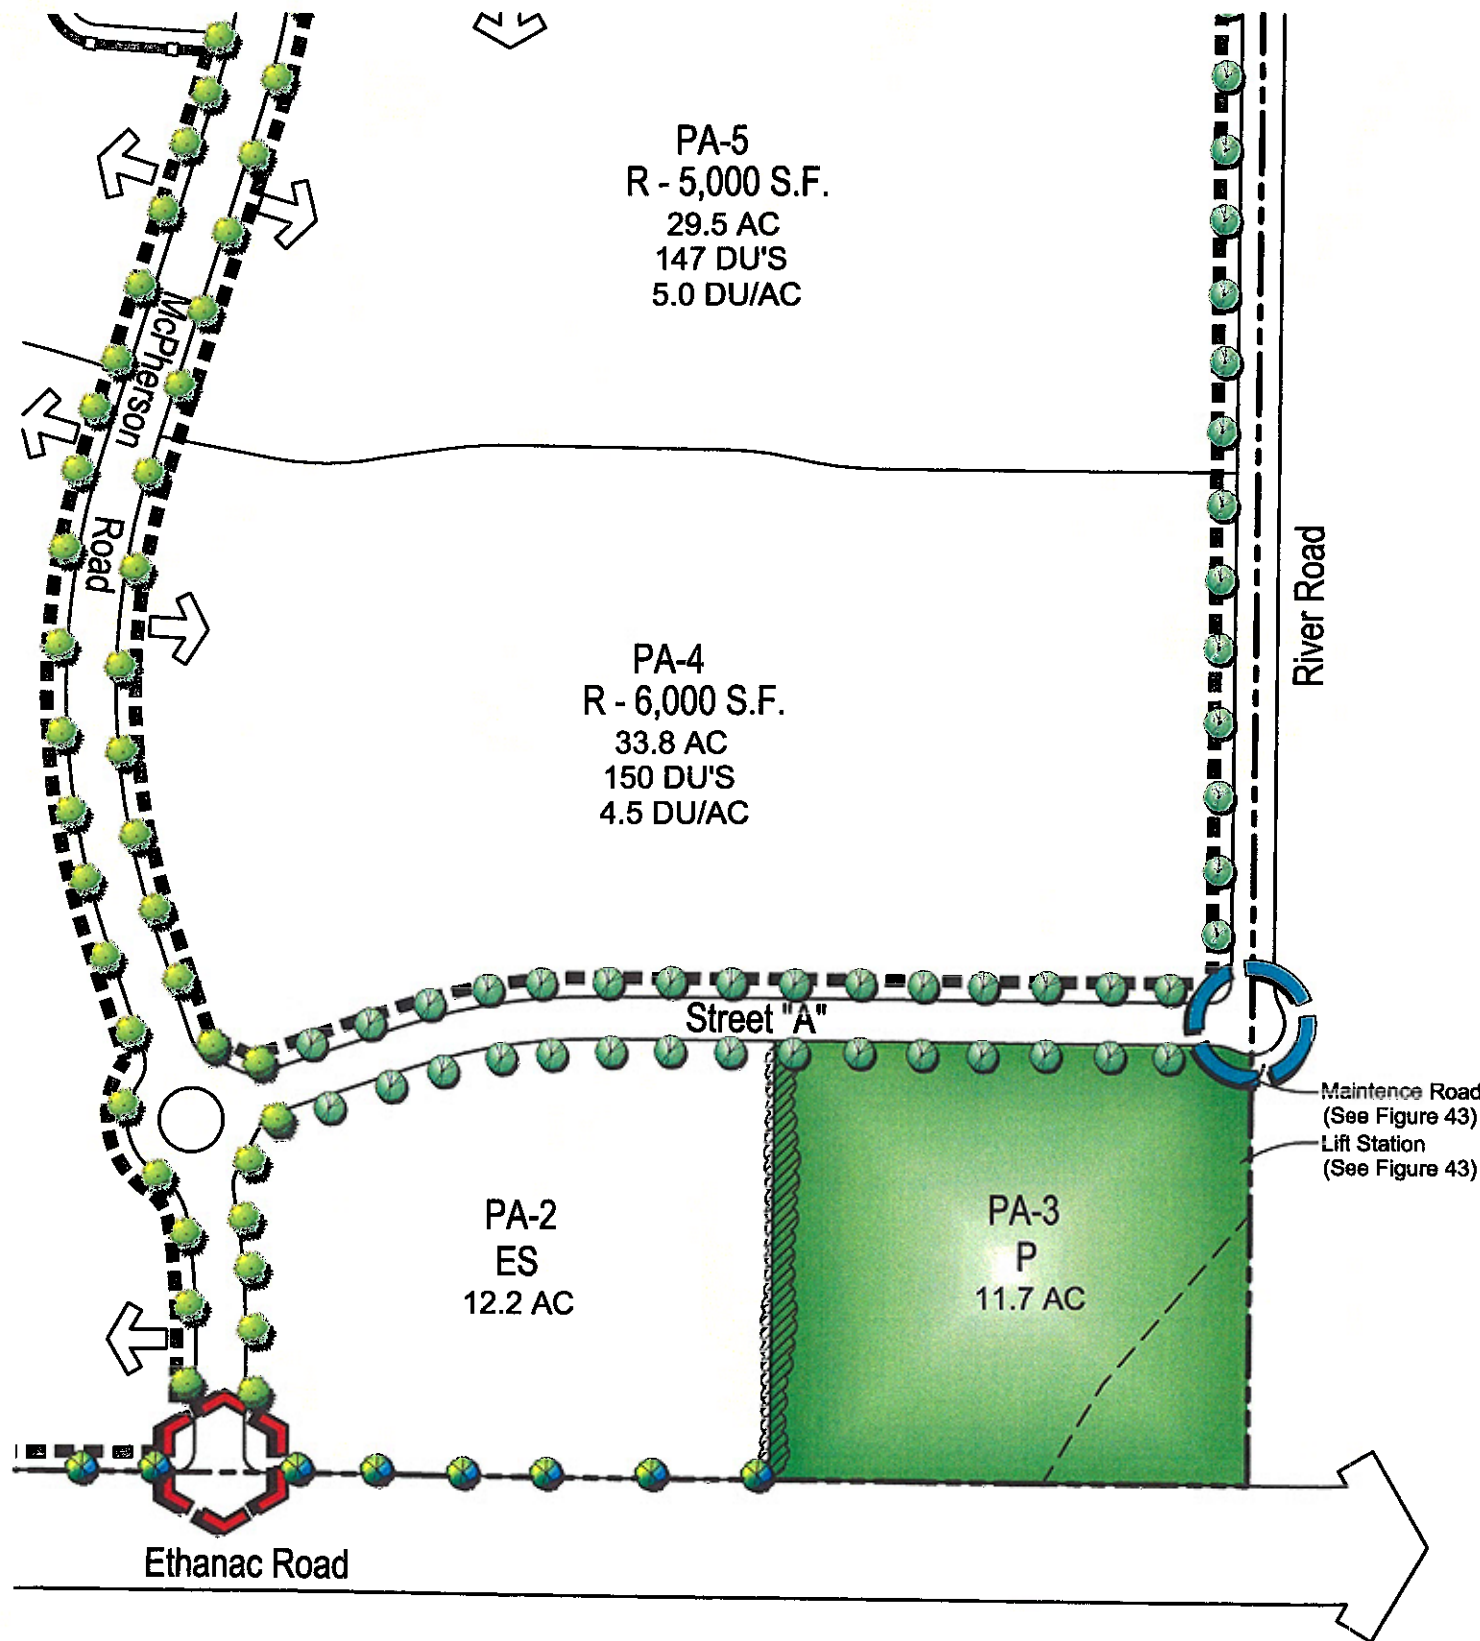 PA-5
R - 5,000 S.F.
29.5 AC
147 DU'S
5.0 DU/AC
McPherson
Road
River Road
PA-4
R - 6,000 S.F.
33.8 AC
150 DU'S
4.5 DU/AC
Street "A"
Maintence Road
(See Figure 43)
Lift Station
(See Figure 43)
PA-2
ES
12.2 AC
PA-3
P
11.7 AC
Ethanac Road